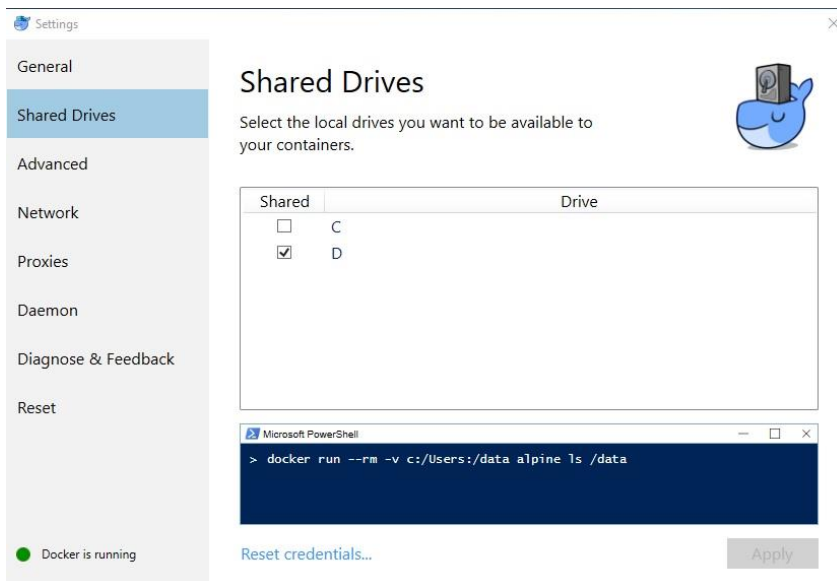 Settings
General
Shared Drives
Advanced
Network
Proxies
Daemon
Diagnose & Feedback
Reset
Docker is running
Shared Drives
Select the local drives you want to be available to
your containers.
Shared Drive
C
D
Microsoft PowerShell
> docker run --rm -v c:/Users:/data alpine ls /data
Reset credentials...
Apply